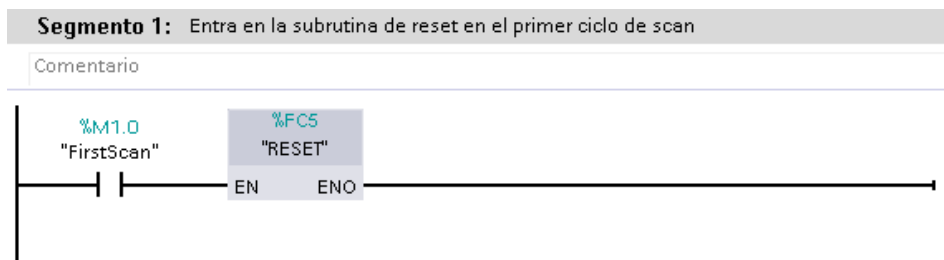 Segmento 1: Entra en la subrutina de reset en el primer ciclo de scan
Comentario
%M1.0
"FirstScan"
%FC5
"RESET"
EN ENO